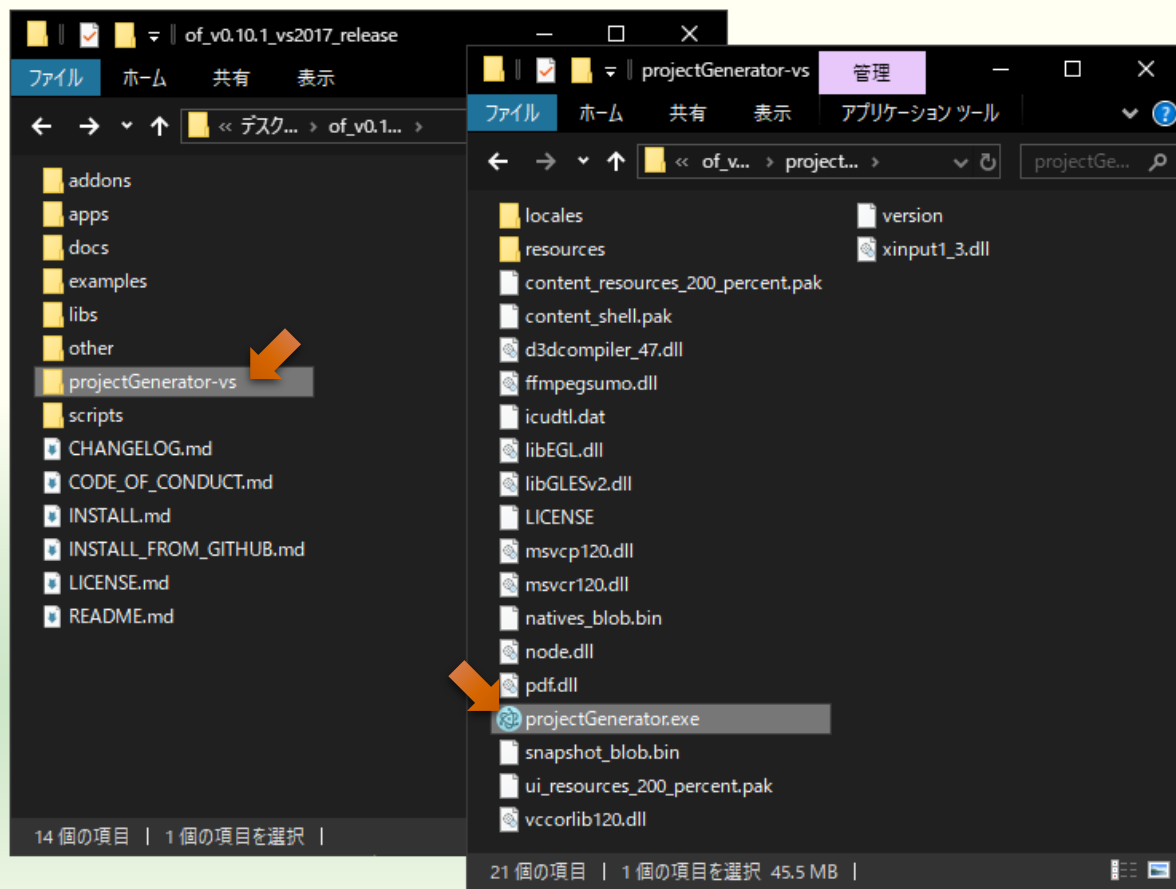 of_v0.10.1_vs2017_release
ファイル ホーム 共有 表示
« デスク... › of_v0.1... ›
addons
apps
docs
examples
libs
other
projectGenerator-vs
scripts
CHANGELOG.md
CODE_OF_CONDUCT.md
INSTALL.md
INSTALL_FROM_GITHUB.md
LICENSE.md
README.md
14 個の項目 | 1 個の項目を選択 |
projectGenerator-vs 管理
ファイル ホーム 共有 表示 アプリケーション ツール
« of_v... › project... › projectGe...
locales
resources
content_resources_200_percent.pak
content_shell.pak
d3dcompiler_47.dll
ffmpegsumo.dll
icudtl.dat
libEGL.dll
libGLESv2.dll
LICENSE
msvcp120.dll
msvcr120.dll
natives_blob.bin
node.dll
pdf.dll
projectGenerator.exe
snapshot_blob.bin
ui_resources_200_percent.pak
vccorlib120.dll
version
xinput1_3.dll
21 個の項目 | 1 個の項目を選択 45.5 MB |